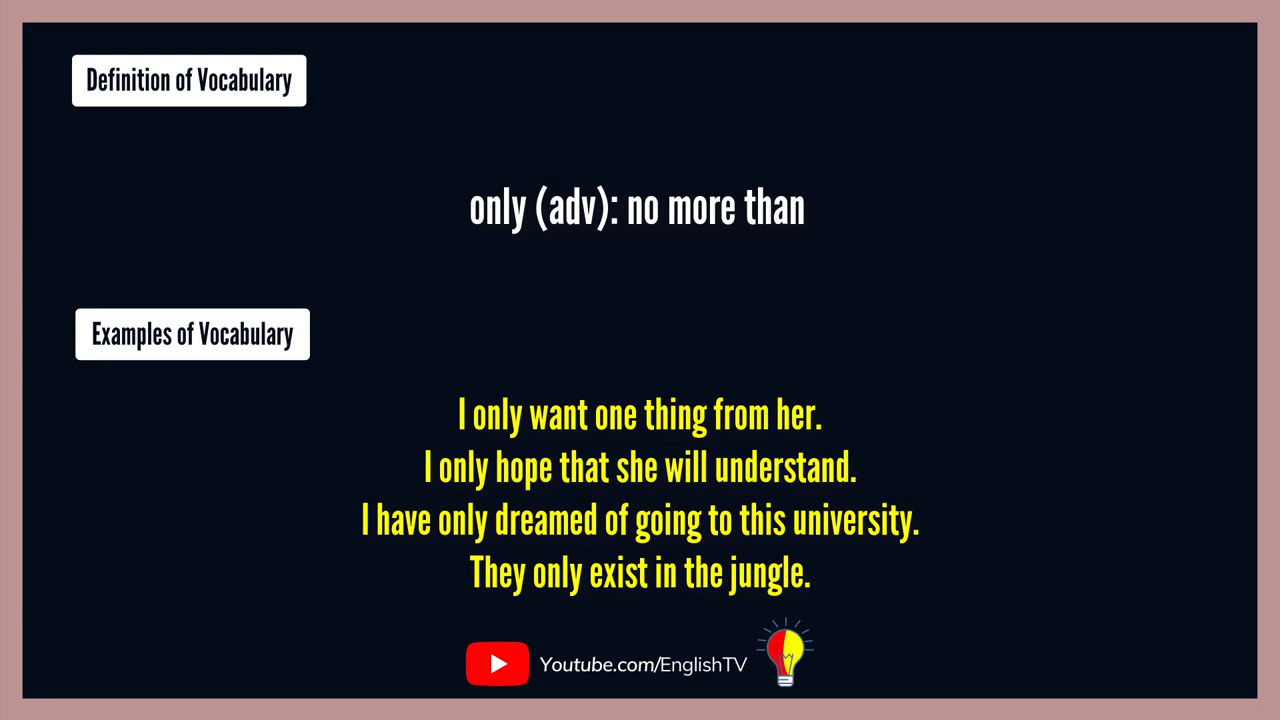 Definition of Vocabulary
only (adv): no more than
Examples of Vocabulary
I only want one thing from her.
I only hope that she will understand.
I have only dreamed of going to this university.
They only exist in the jungle.
Youtube.com/EnglishTV